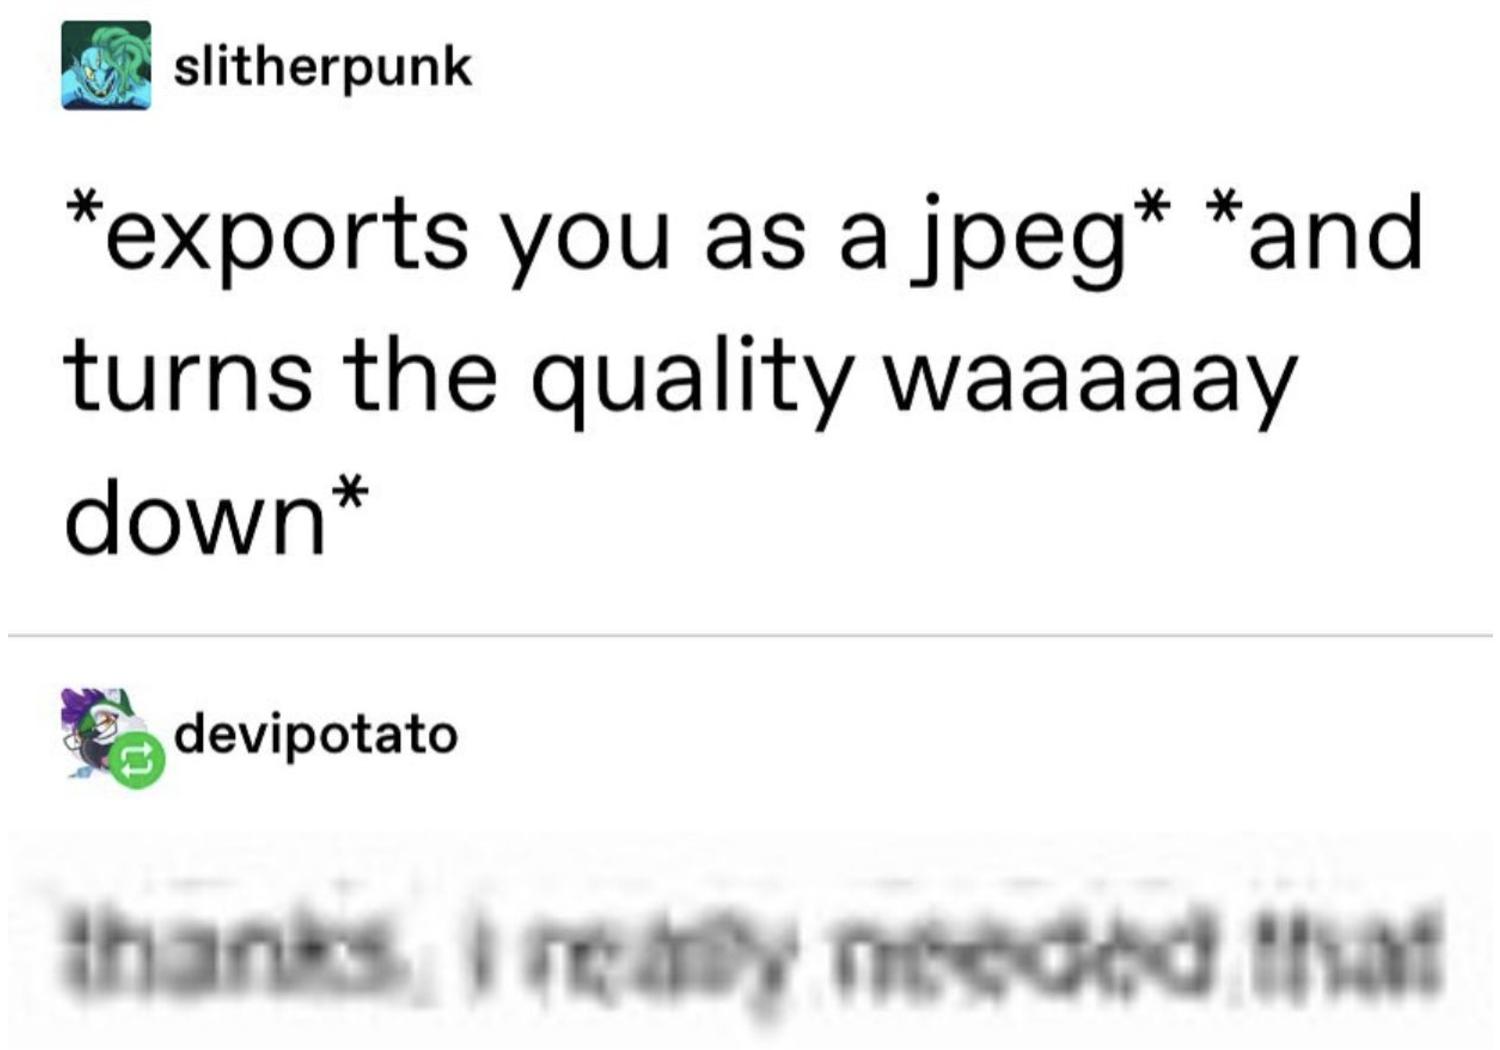 slitherpunk
*exports you as a jpeg* *and
turns the quality waaaaay
down*
devipotato
thanks, i really needed that